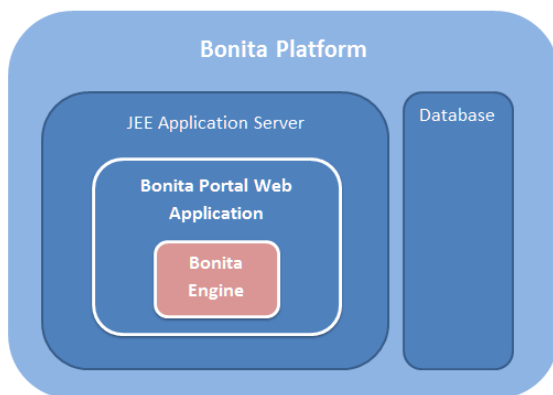 Bonita Platform
JEE Application Server
Database
Bonita Portal Web
Application
Bonita
Engine